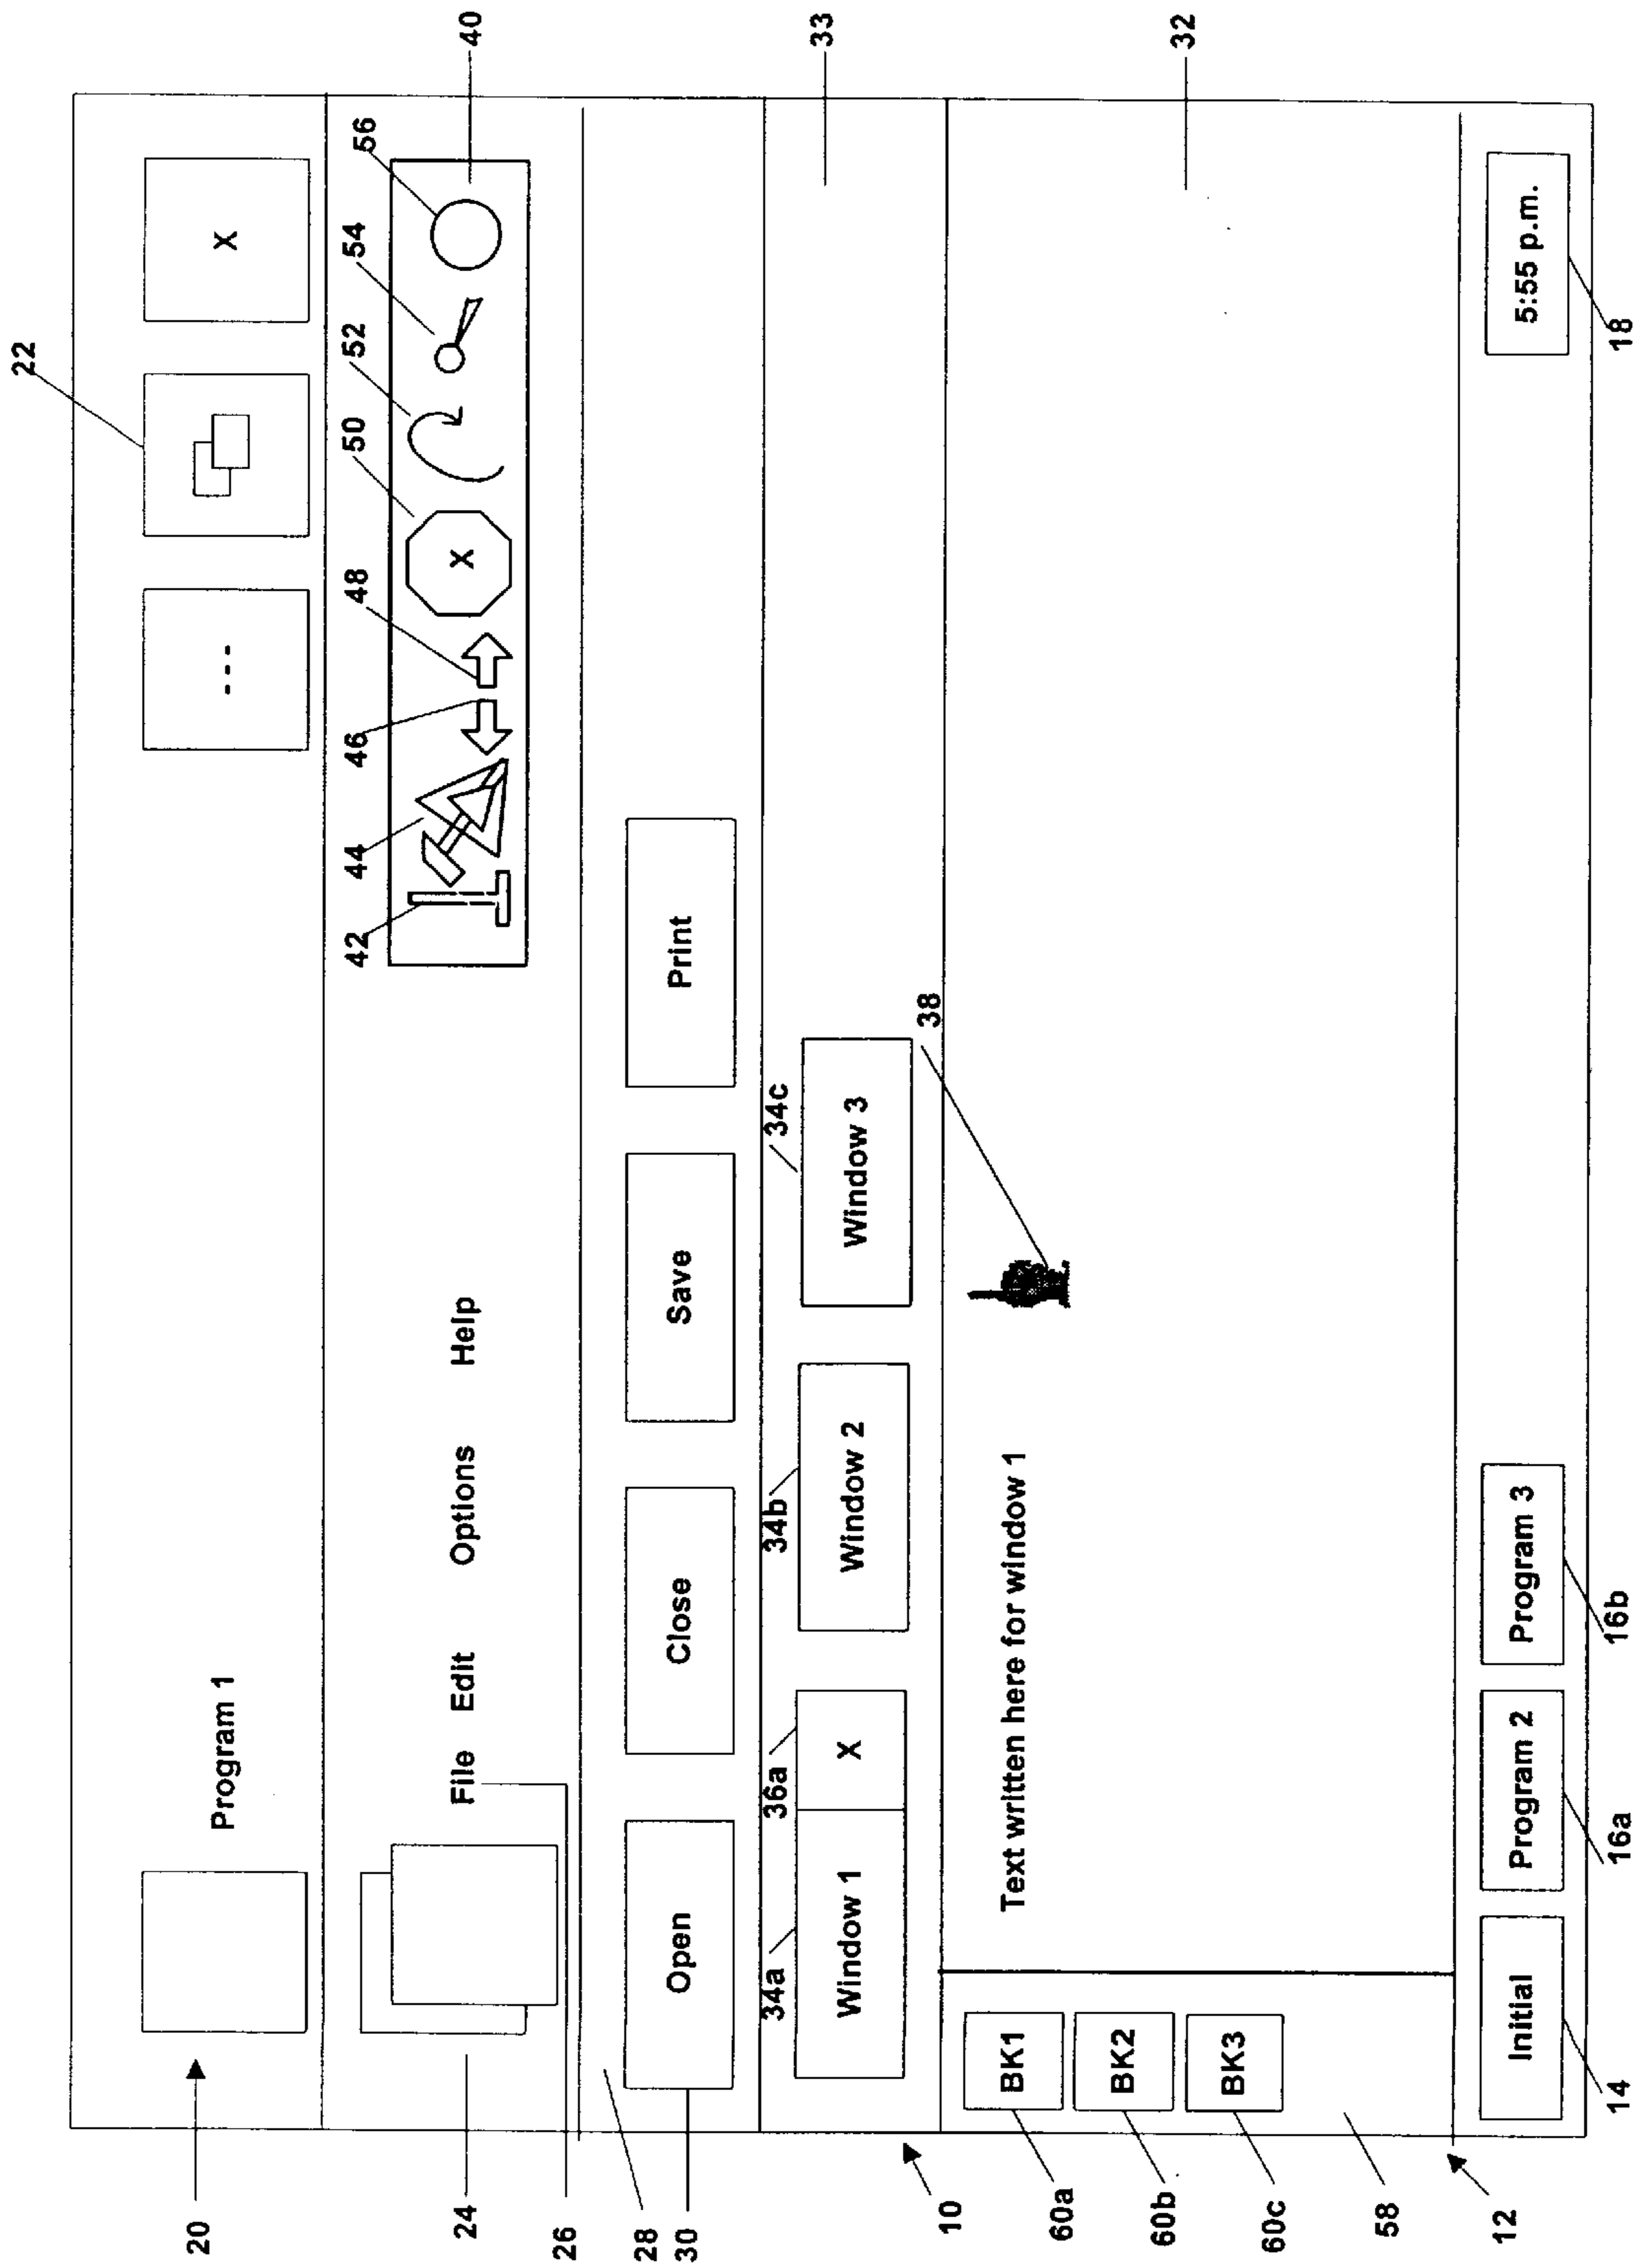 22
20
Program 1
---
X
42 44 46 48 50 52 54 56
24
File Edit Options Help
X
40
26
28
30
Open Close Save Print
34a 36a 34b 34c
Window 1 X Window 2 Window 3
33
10
38
60a
BK1
Text written here for window 1
60b
BK2
60c
BK3
32
58
12
Initial Program 2 Program 3 5:55 p.m.
14 16a 16b 18